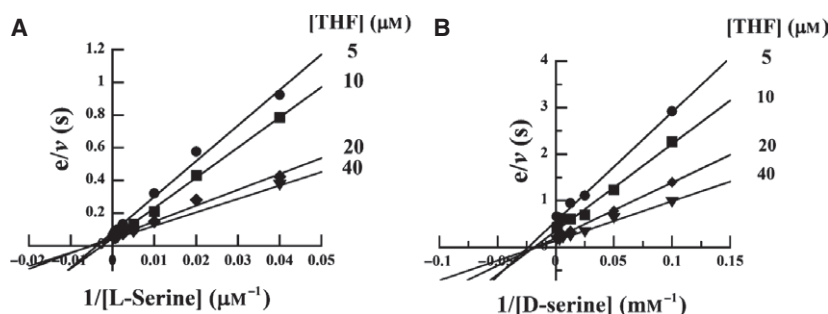 A
[THF] (μM)
5
10
20
40
e/v (s)
1.2
1
0.8
0.6
0.4
0.2
−0.02 −0.01 0 0.01 0.02 0.03 0.04 0.05
1/[L-Serine] (μM⁻¹)
B
[THF] (μM)
5
10
20
40
e/v (s)
4
3
2
1
−0.1 −0.05 0 0.05 0.1 0.15
1/[D-serine] (mM⁻¹)